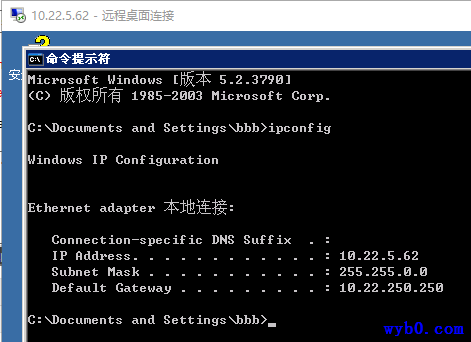 10.22.5.62 - 远程桌面连接
安
命令提示符
Microsoft Windows [版本 5.2.3790]
(C) 版权所有 1985-2003 Microsoft Corp.
C:\Documents and Settings\bbb>ipconfig
Windows IP Configuration
Ethernet adapter 本地连接:
Connection-specific DNS Suffix  . :
IP Address. . . . . . . . . . . . : 10.22.5.62
Subnet Mask . . . . . . . . . . . : 255.255.0.0
Default Gateway . . . . . . . . . : 10.22.250.250
C:\Documents and Settings\bbb>_
wyb0.com